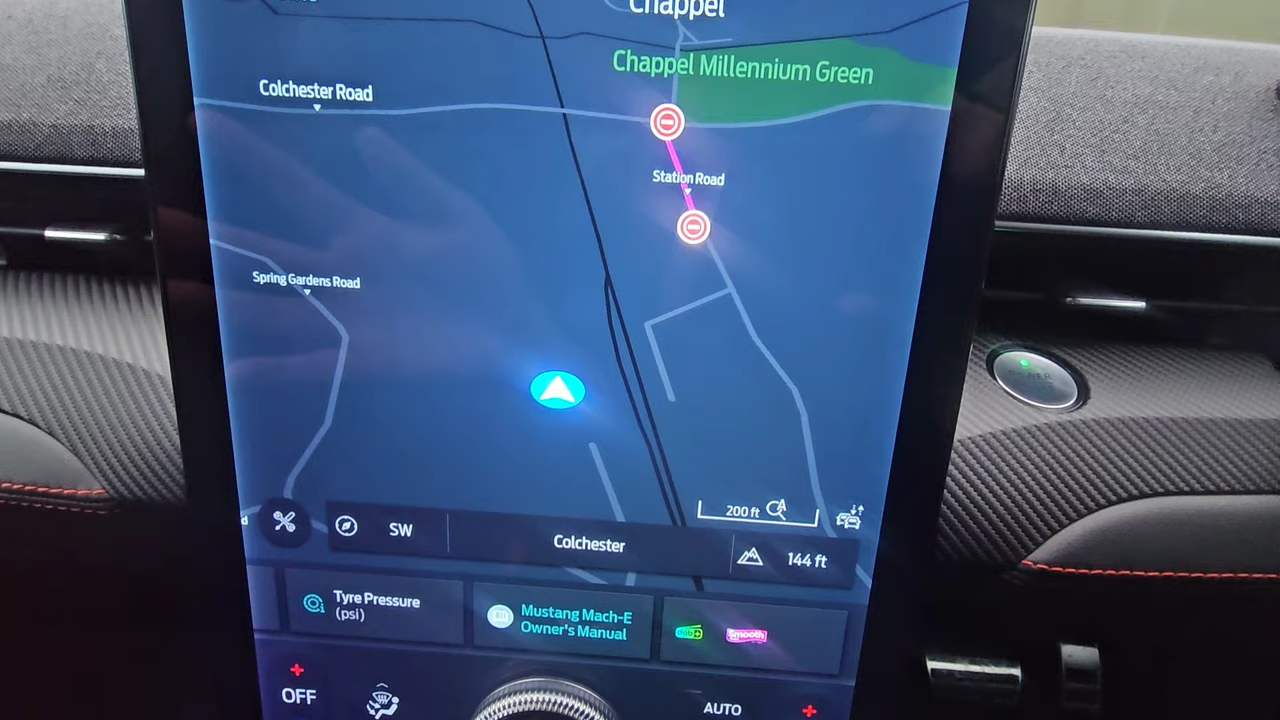 Chappel
Chappel Millennium Green
Colchester Road
Station Road
Spring Gardens Road
200 ft
d
SW
Colchester
144 ft
Tyre Pressure
(psi)
Mustang Mach-E
Owner's Manual
Smooth
OFF
AUTO